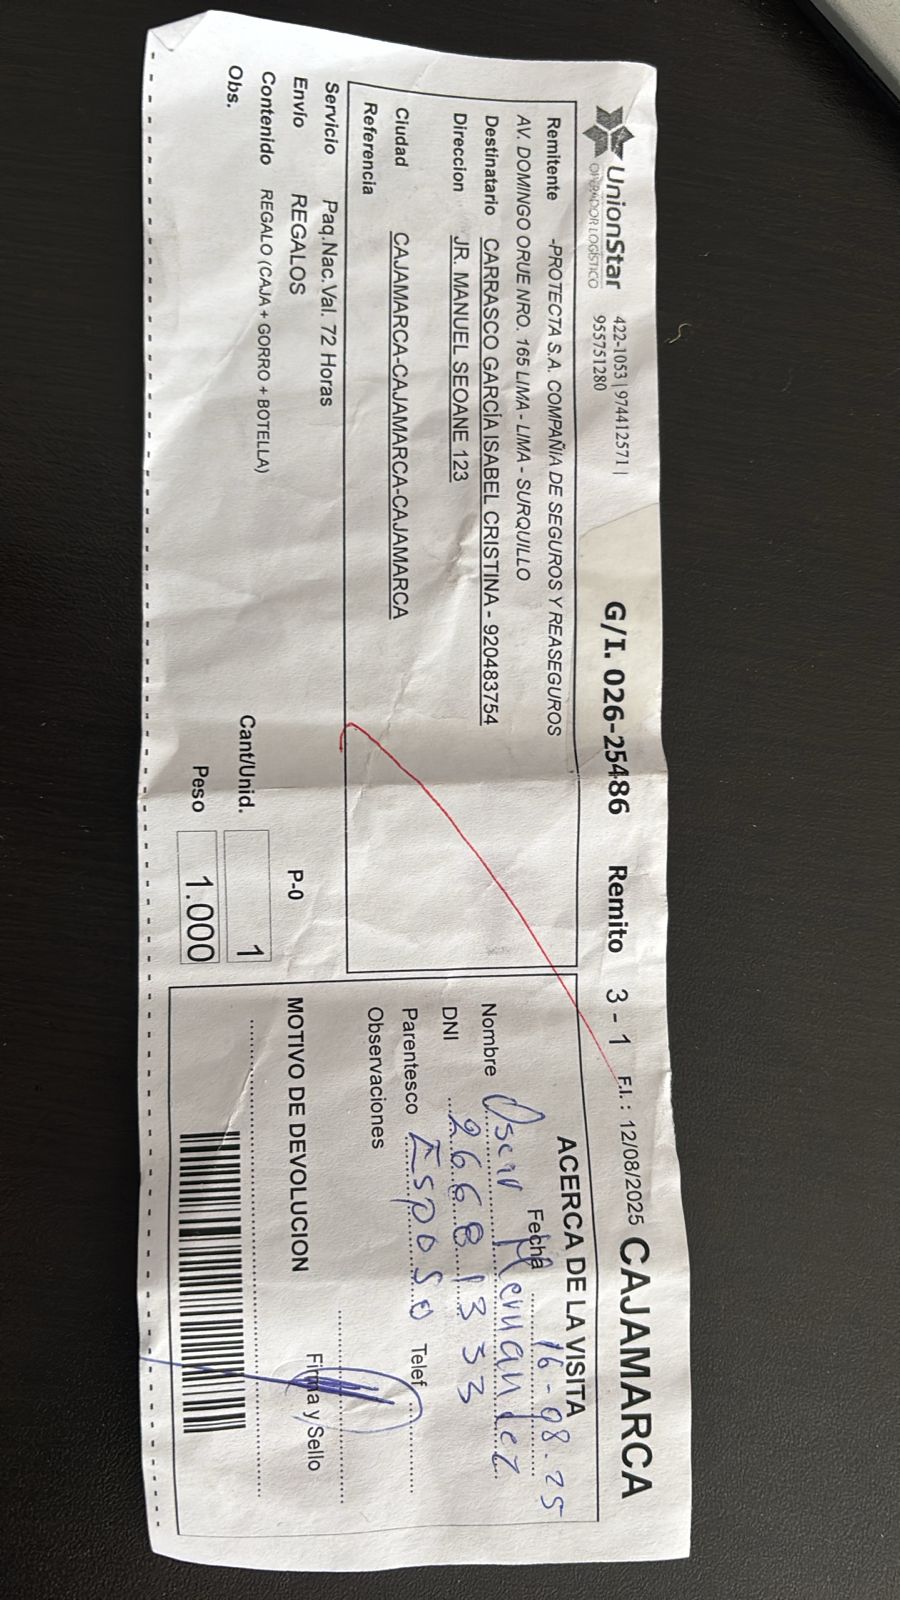 UnionStar
OPERADOR LOGÍSTICO
422-1053 | 974412571 |
955751280
G/I. 026-25486
Remito 3 - 1
F.I.: 12/08/2025
CAJAMARCA
Remitente -PROTECTA S.A. COMPAÑIA DE SEGUROS Y REASEGUROS
AV. DOMINGO ORUE NRO. 165 LIMA - LIMA - SURQUILLO
Destinatario CARRASCO GARCÍA ISABEL CRISTINA - 920483754
Direccion JR. MANUEL SEOANE 123
Ciudad CAJAMARCA-CAJAMARCA-CAJAMARCA
Referencia
Servicio Paq.Nac.Val. 72 Horas
Envio REGALOS
Contenido REGALO (CAJA + GORRO + BOTELLA)
Obs.
P-0
Cant/Unid. 1
Peso 1.000
ACERCA DE LA VISITA
Fecha 16-08.25
Nombre Oscar Hernandez
DNI 26681333
Parentesco Esposo Telef
Observaciones
Firma y Sello
MOTIVO DE DEVOLUCION